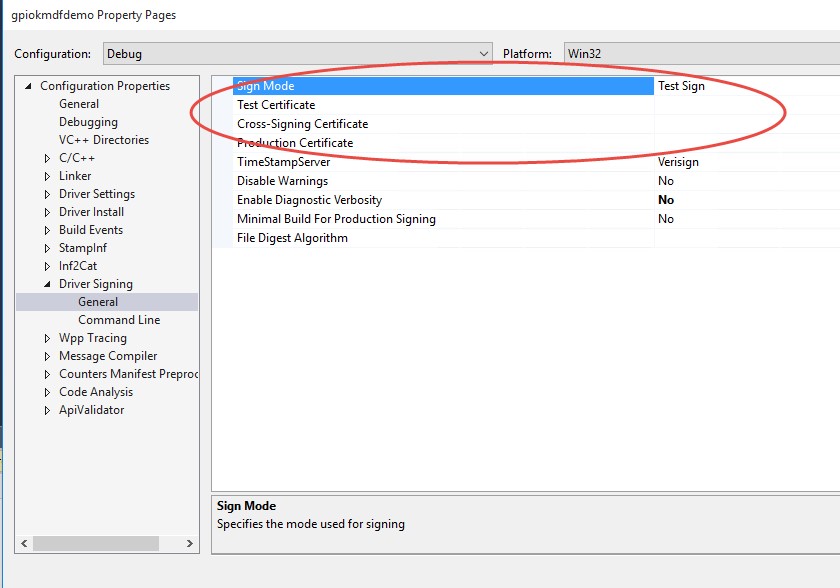 gpiokmdfdemo Property Pages
Configuration: Debug Platform: Win32
Configuration Properties
General
Debugging
VC++ Directories
C/C++
Linker
Driver Settings
Driver Install
Build Events
StampInf
Inf2Cat
Driver Signing
General
Command Line
Wpp Tracing
Message Compiler
Counters Manifest Preproc
Code Analysis
ApiValidator
Sign Mode Test Sign
Test Certificate
Cross-Signing Certificate
Production Certificate
TimeStampServer Verisign
Disable Warnings No
Enable Diagnostic Verbosity No
Minimal Build For Production Signing No
File Digest Algorithm
Sign Mode
Specifies the mode used for signing